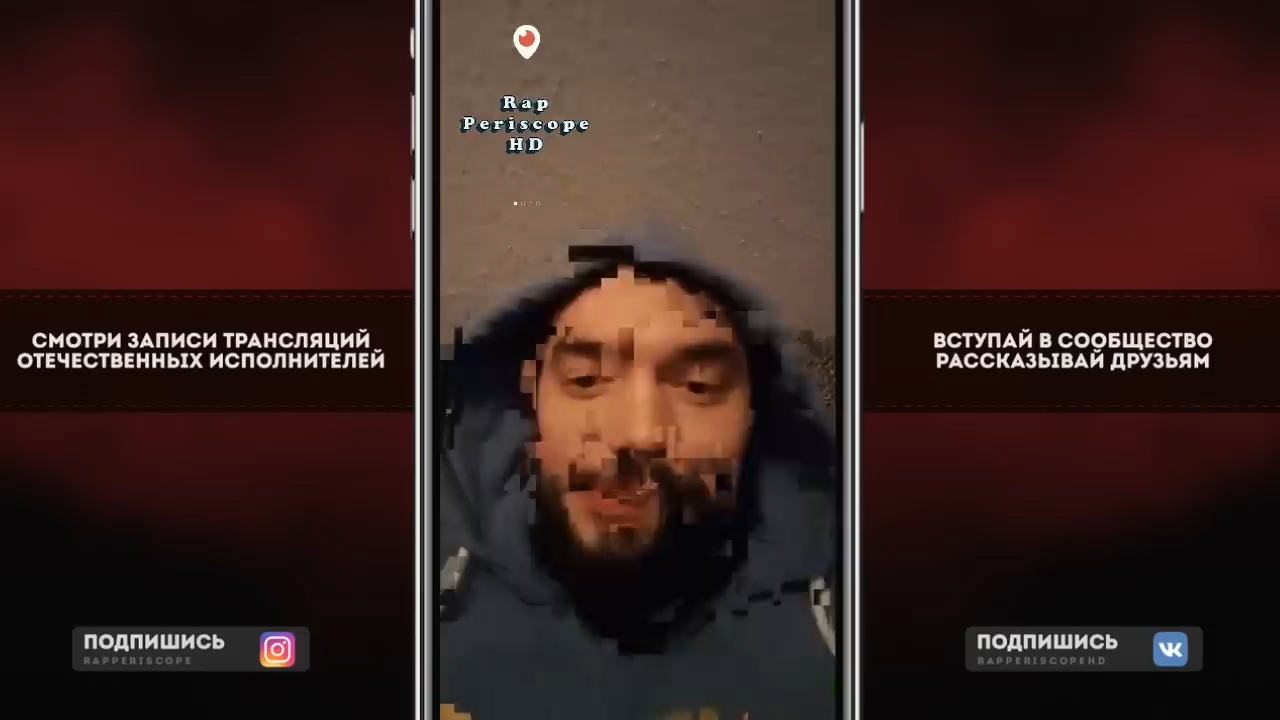 Rap
Periscope
HD
СМОТРИ ЗАПИСИ ТРАНСЛЯЦИЙ
ОТЕЧЕСТВЕННЫХ ИСПОЛНИТЕЛЕЙ
ВСТУПАЙ В СООБЩЕСТВО
РАССКАЗЫВАЙ ДРУЗЬЯМ
ПОДПИШИСЬ
RAPPERISCOPE
ПОДПИШИСЬ
RAPPERISCOPEHD